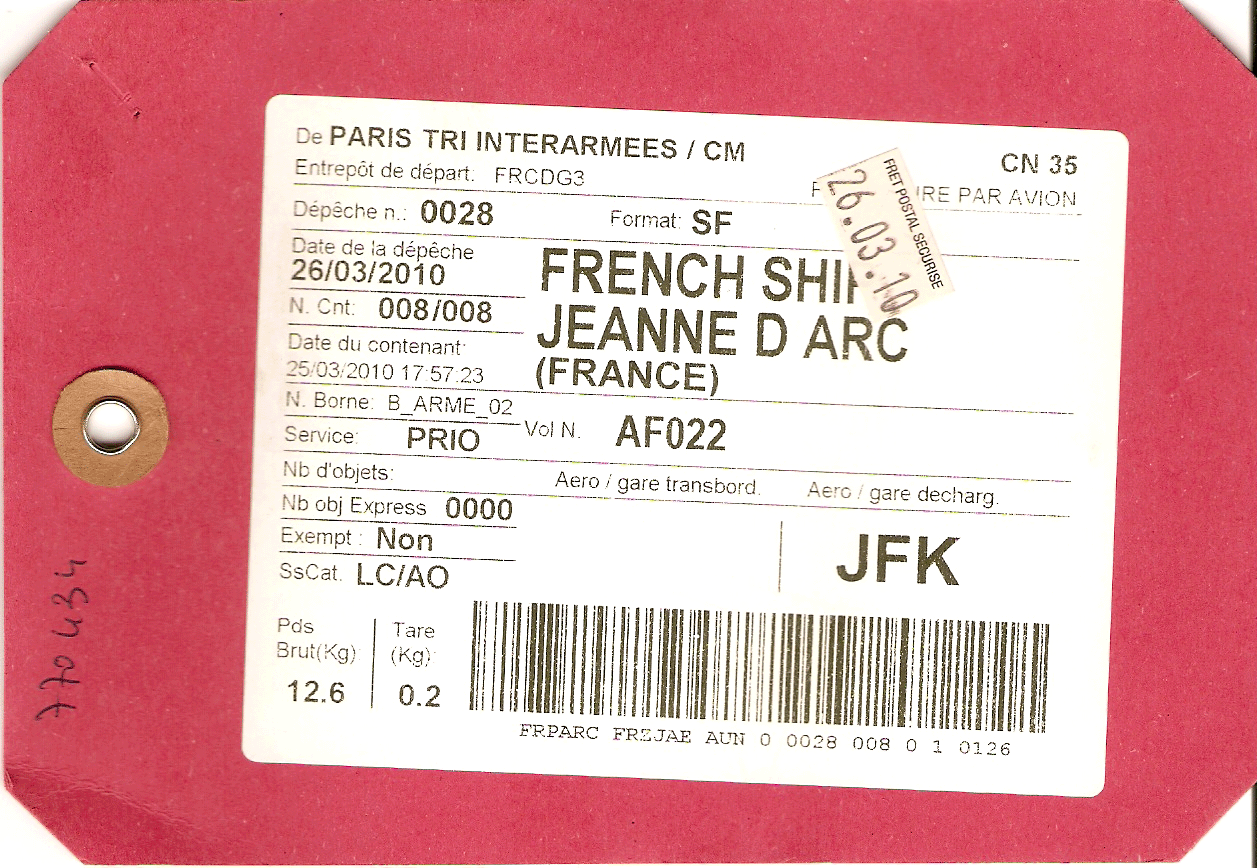 De PARIS TRI INTERARMEES / CM
CN 35
Entrepôt de départ: FRCDG3
PAR AVION
Dépêche n.: 0028
Format: SF
FRET POSTAL SECURISE
26.03.10
Date de la dépêche
26/03/2010
FRENCH SHI
N. Cnt: 008/008
JEANNE D ARC
Date du contenant:
25/03/2010 17:57:23
(FRANCE)
N. Borne: B_ARME_02
Service: PRIO
Vol N. AF022
Nb d'objets:
Aero / gare transbord.
Aero / gare decharg.
Nb obj Express 0000
Exempt : Non
JFK
SsCat. LC/AO
Pds
Brut(Kg)
12.6
Tare
(Kg)
0.2
FRPARC FRZJAE AUN 0 0028 008 0 1 0126
770434